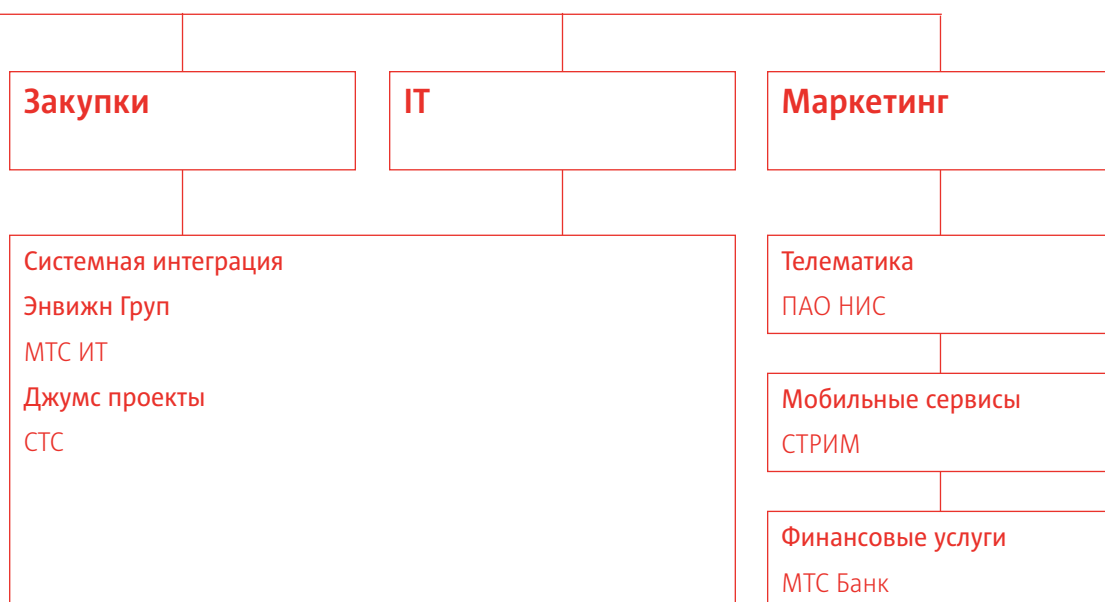 Закупки
IT
Маркетинг
Системная интеграция
Энвижн Груп
МТС ИТ
Джумс проекты
СТС
Телематика
ПАО НИС
Мобильные сервисы
СТРИМ
Финансовые услуги
МТС Банк